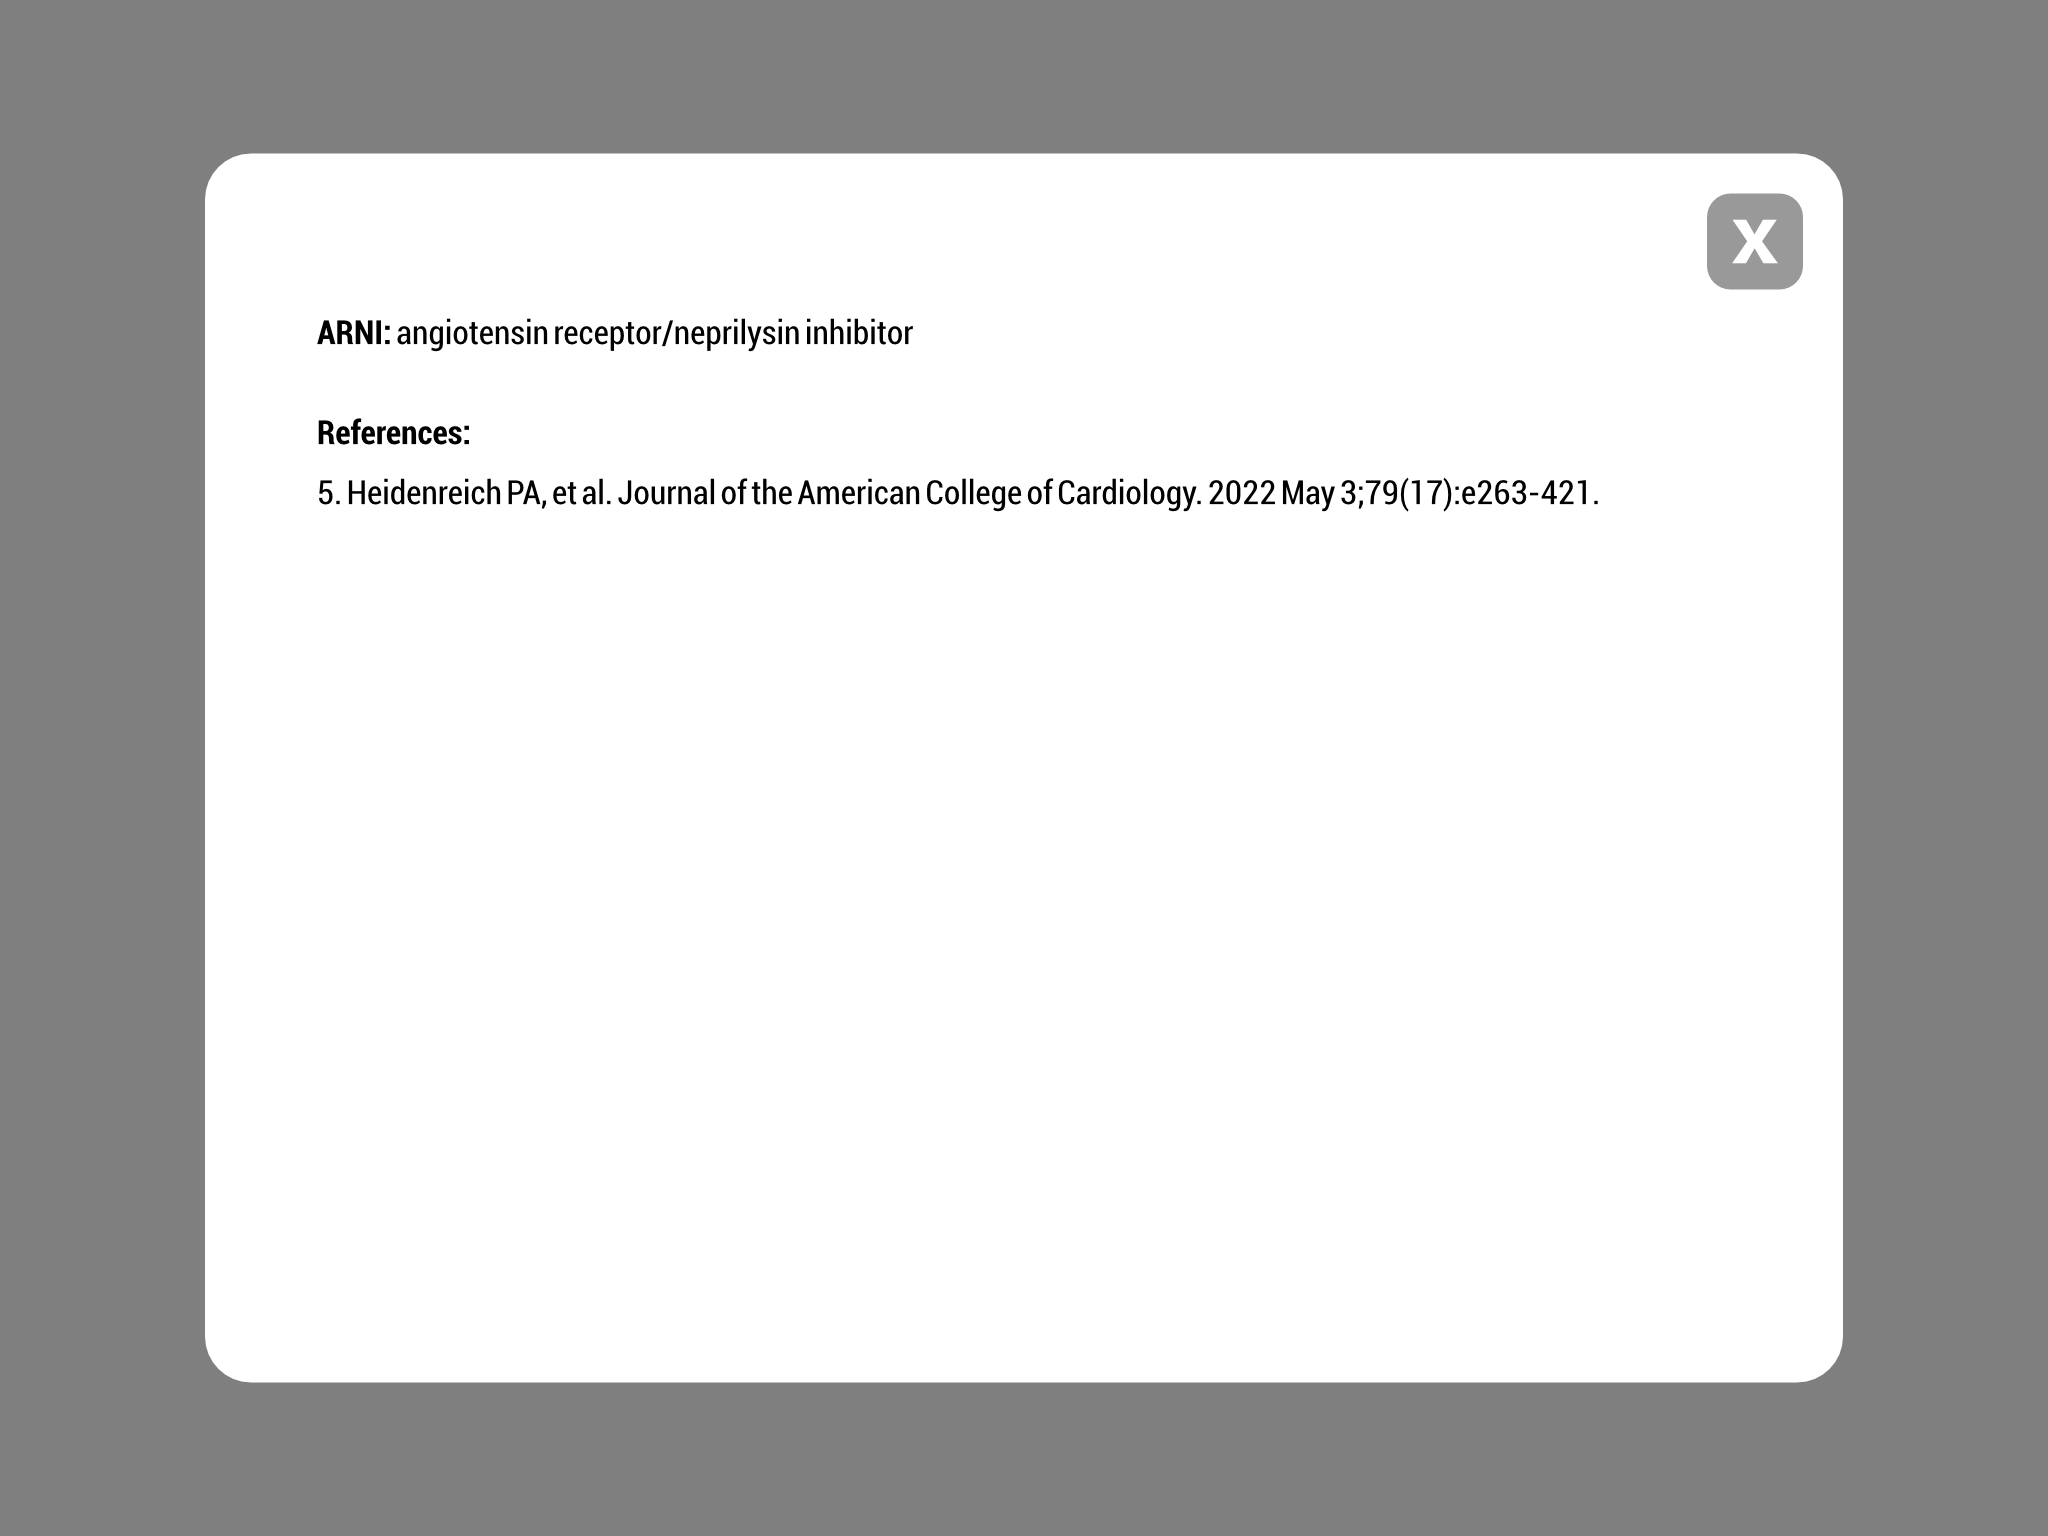 X
ARNI: angiotensin receptor/neprilysin inhibitor
References:
5. Heidenreich PA, et al. Journal of the American College of Cardiology. 2022 May 3;79(17):e263-421.